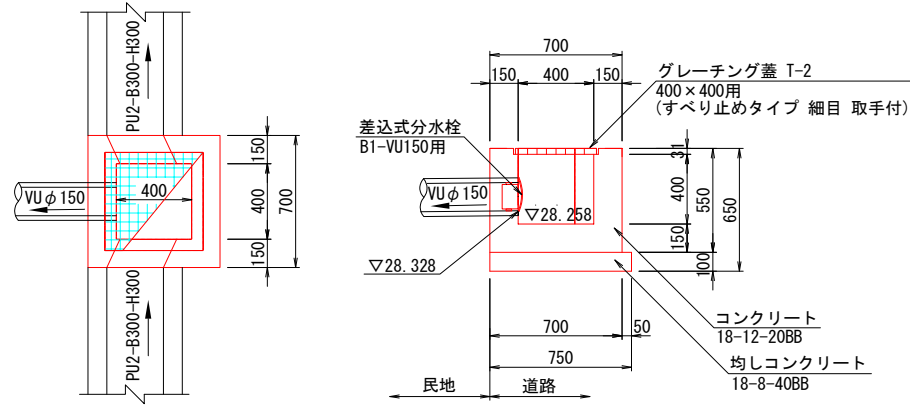 PU2-B300-H300
VUφ150
400
150
400
150
700
PU2-B300-H300
700
150
400
150
グレーチング蓋 T-2
400×400用
(すべり止めタイプ 細目 取手付)
差込式分水栓
B1-VU150用
VUφ150
▽28.258
▽28.328
31
400
150
550
100
650
700
50
750
コンクリート
18-12-20BB
均しコンクリート
18-8-40BB
民地
道路